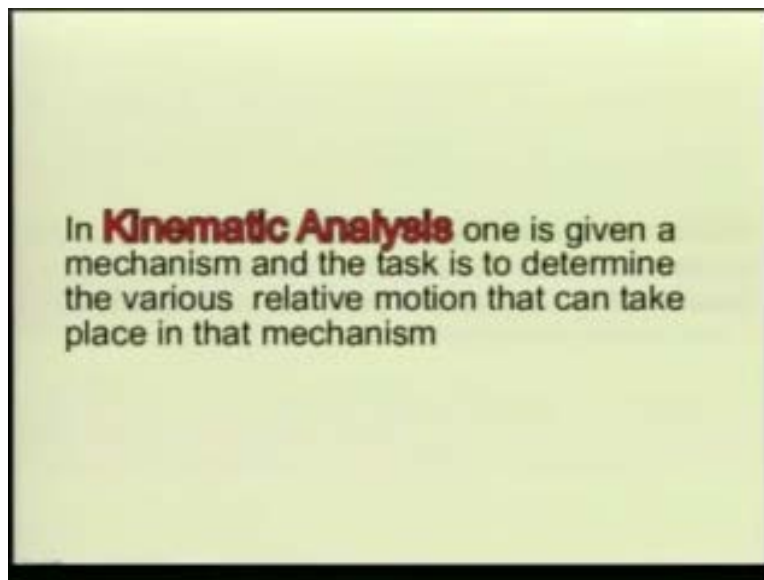 In Kinematic Analysis one is given a
mechanism and the task is to determine
the various relative motion that can take
place in that mechanism